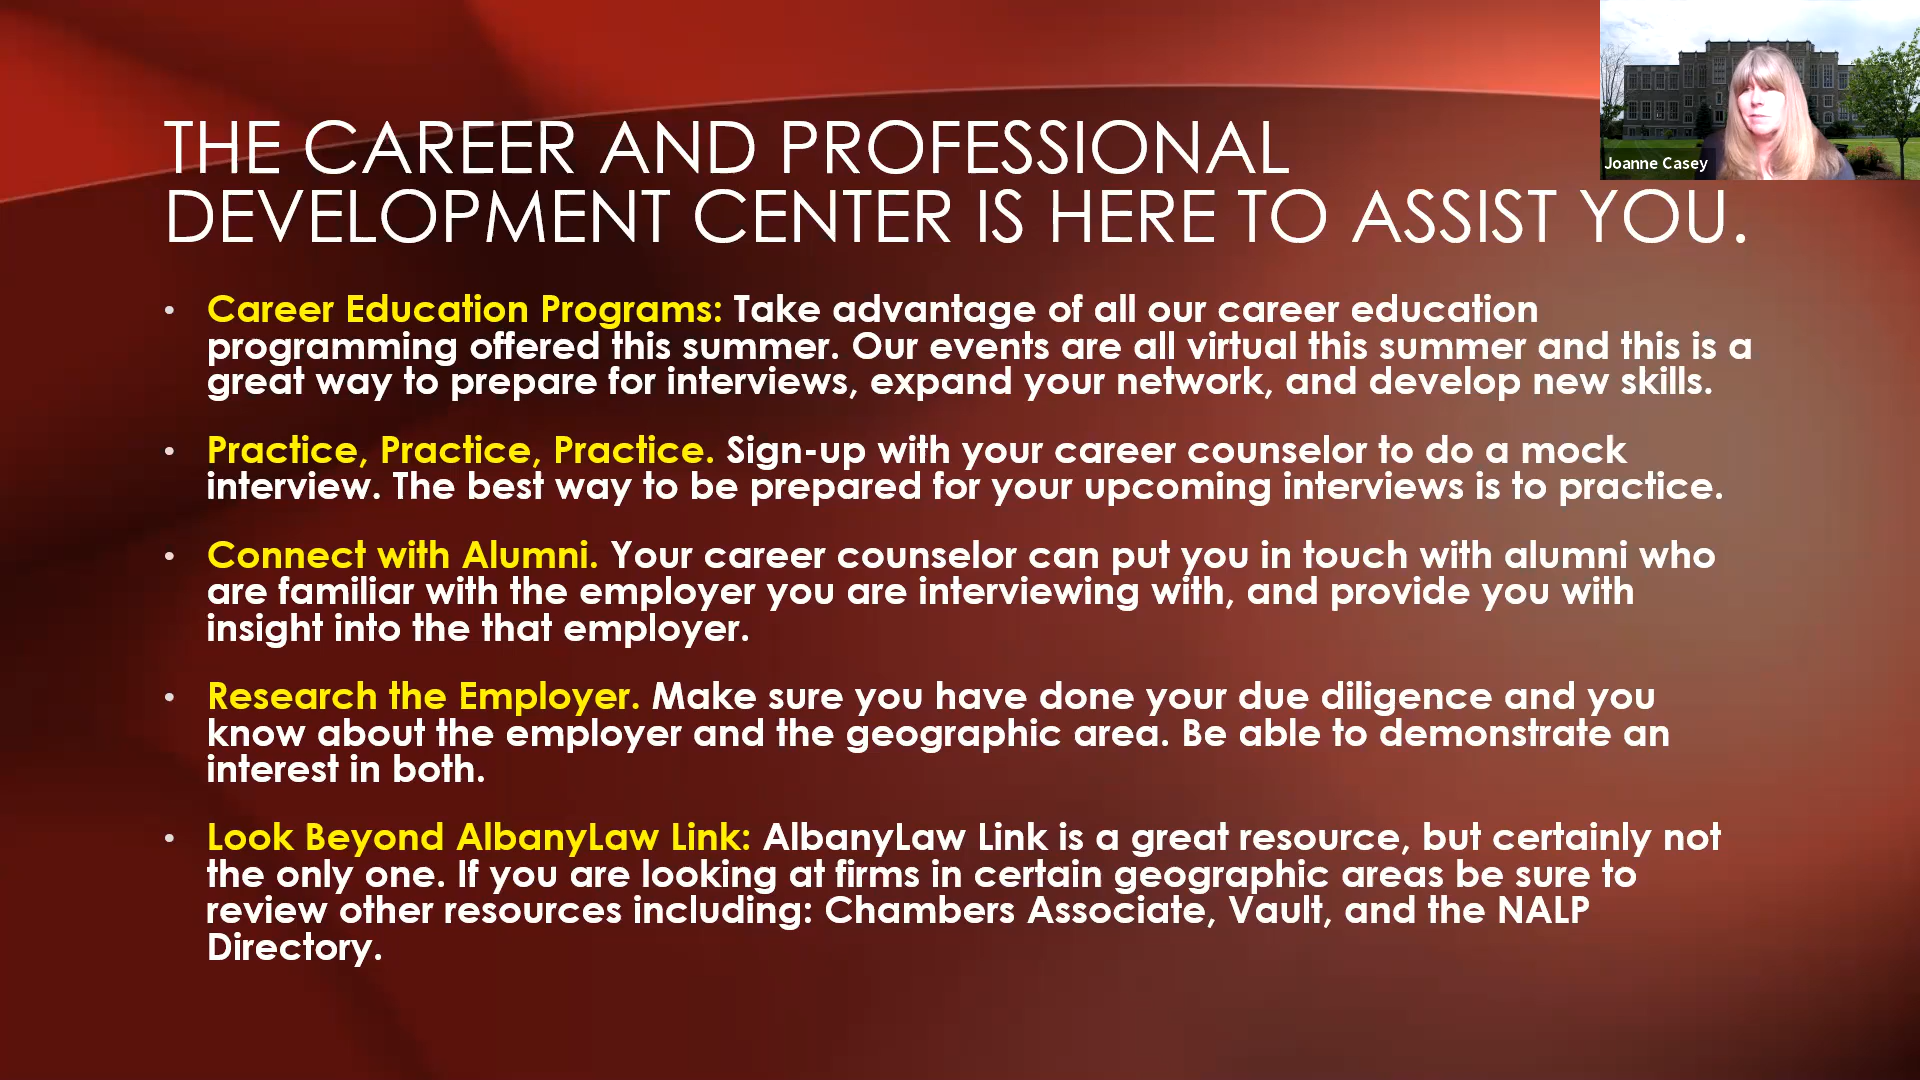 THE CAREER AND PROFESSIONAL
DEVELOPMENT CENTER IS HERE TO ASSIST YOU.
Joanne Casey
• Career Education Programs: Take advantage of all our career education
programming offered this summer. Our events are all virtual this summer and this is a
great way to prepare for interviews, expand your network, and develop new skills.
• Practice, Practice, Practice. Sign-up with your career counselor to do a mock
interview. The best way to be prepared for your upcoming interviews is to practice.
• Connect with Alumni. Your career counselor can put you in touch with alumni who
are familiar with the employer you are interviewing with, and provide you with
insight into the that employer.
• Research the Employer. Make sure you have done your due diligence and you
know about the employer and the geographic area. Be able to demonstrate an
interest in both.
• Look Beyond AlbanyLaw Link: AlbanyLaw Link is a great resource, but certainly not
the only one. If you are looking at firms in certain geographic areas be sure to
review other resources including: Chambers Associate, Vault, and the NALP
Directory.